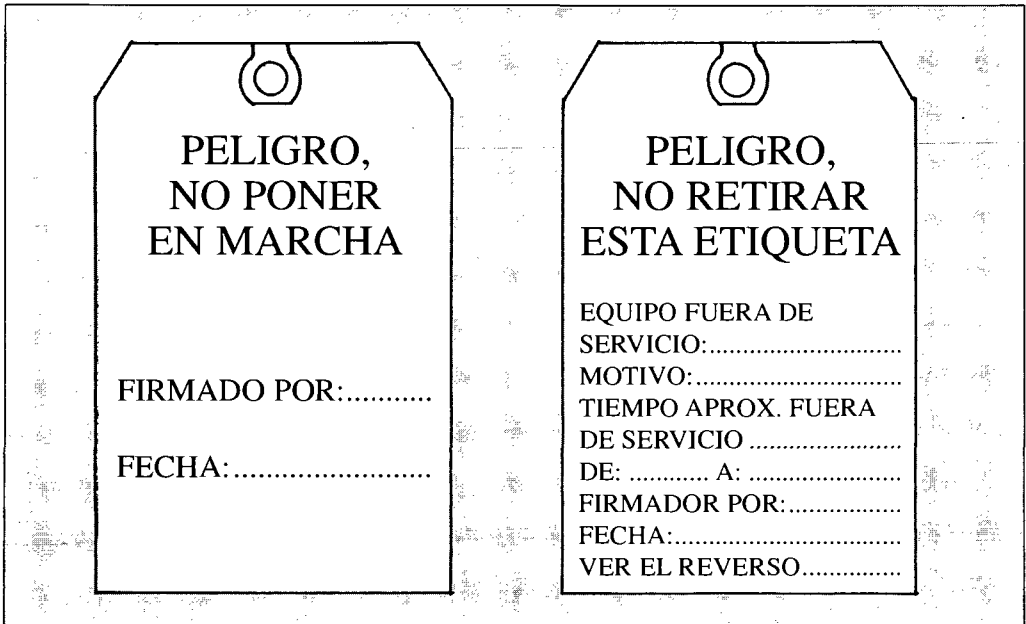 PELIGRO,
NO PONER
EN MARCHA
FIRMADO POR:...........
FECHA:........................
PELIGRO,
NO RETIRAR
ESTA ETIQUETA
EQUIPO FUERA DE
SERVICIO:.............................
MOTIVO:...............................
TIEMPO APROX. FUERA
DE SERVICIO .......................
DE: ............ A: .......................
FIRMADOR POR:.................
FECHA:..................................
VER EL REVERSO...............